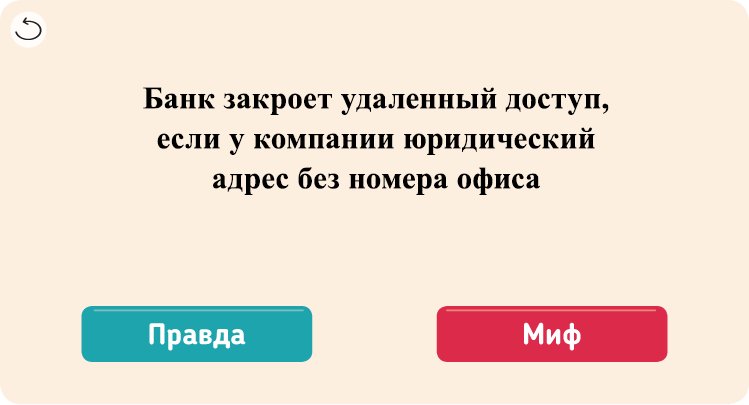 Банк закроет удаленный доступ,
если у компании юридический
адрес без номера офиса
Правда
Миф